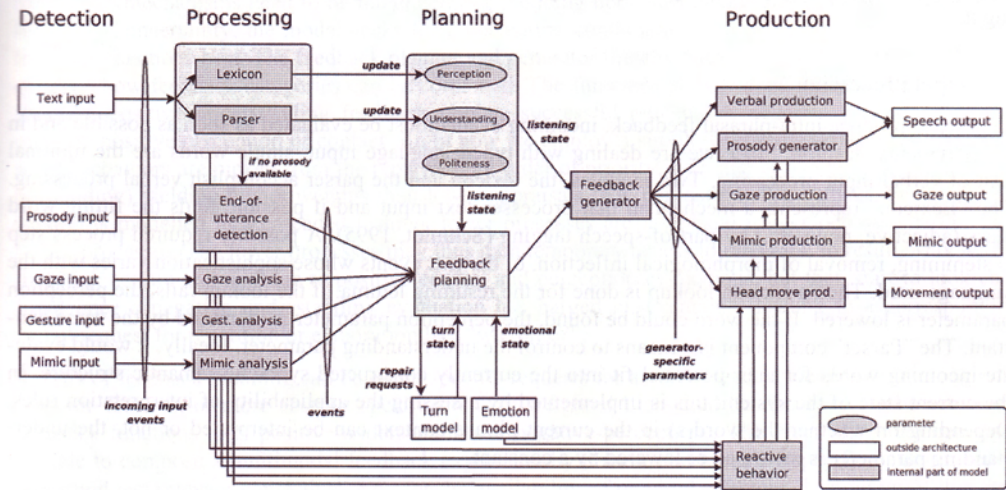 Detection Processing Planning Production
Lexicon
update
Perception
Text input
Parser
update
Understanding
Politeness
listening
state
Verbal production
Prosody generator
Speech output
if no prosody
available
Prosody input
End-of-
utterance
detection
listening
state
Feedback
generator
Gaze production
Gaze output
Mimic production
Mimic output
Gaze input
Gaze analysis
Feedback
planning
Head move prod.
Movement output
Gesture input
Gest. analysis
turn
state
emotional
state
Mimic input
Mimic analysis
generator-
specific
parameters
repair
requests
incoming input
events
events
Turn
model
Emotion
model
Reactive
behavior
parameter
outside architecture
internal part of model